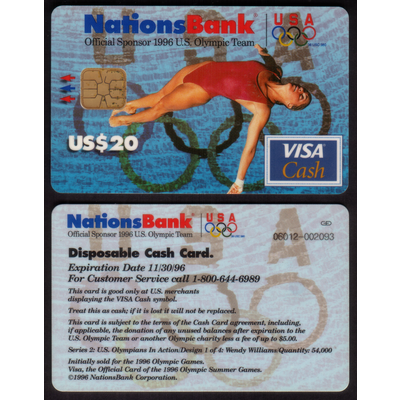 NationsBank USA
Official Sponsor 1996 U.S. Olympic Team
US$20
VISA
Cash
NationsBank® USA
Official Sponsor 1996 U.S. Olympic Team
06012-002093
Disposable Cash Card.
Expiration Date 11/30/96
For Customer Service call 1-800-644-6989
This card is good only at U.S. merchants
displaying the VISA Cash symbol.
Treat this as cash; if it is lost it will not be replaced.
This card is subject to the terms of the Cash Card agreement, including,
if applicable, the donation of any unused balances after expiration to the
U.S. Olympic Team or another Olympic charity less a fee of up to $5.00.
Series 2: U.S. Olympians In Action/Design 1 of 4: Wendy Williams/Quantity: 54,000
Initially sold for the 1996 Olympic Games.
Visa, the Official Card of the 1996 Olympic Summer Games.
©1996 NationsBank Corporation.